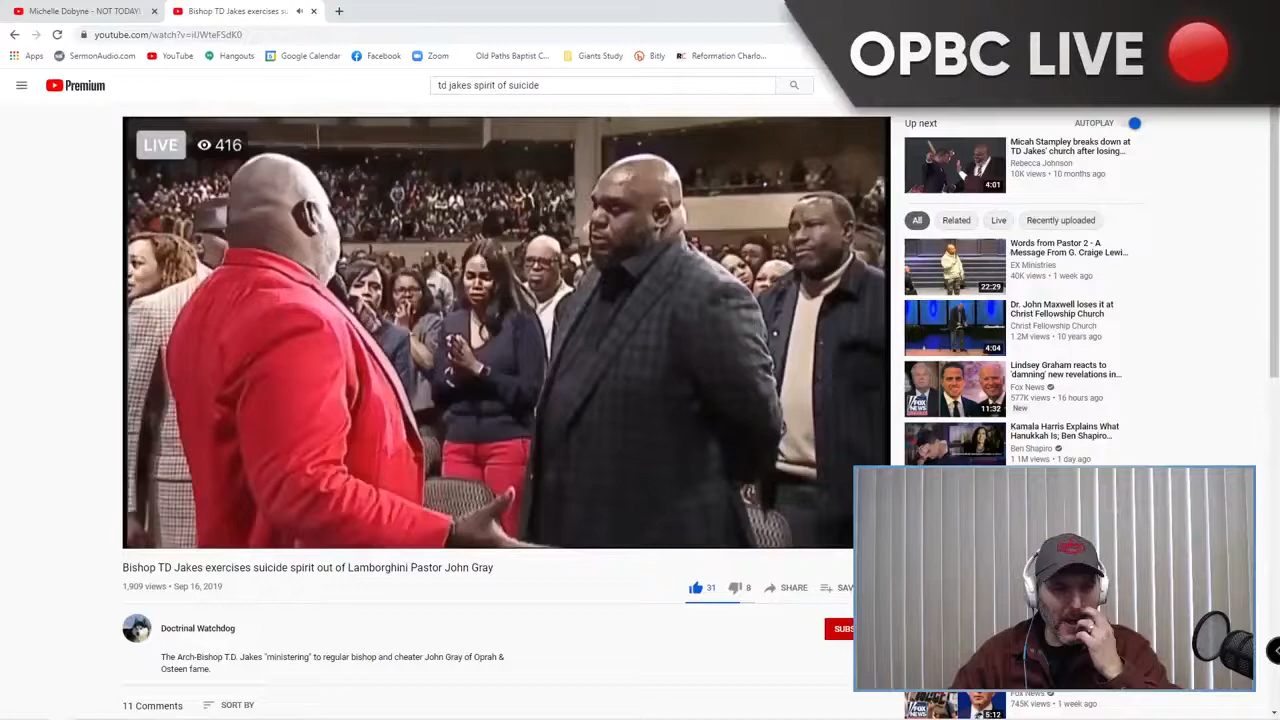 Michelle Dobyne - NOT TODAY!
Bishop TD Jakes exercises su
OPBC LIVE
youtube.com/watch?v=iUWteFSdK0
Apps
SermonAudio.com
YouTube
Hangouts
Google Calendar
Facebook
Zoom
Old Paths Baptist C...
Giants Study
Bitly
Reformation Charlo...
Premium
td jakes spirit of suicide
LIVE 416
Up next
AUTOPLAY
Micah Stampley breaks down at
TD Jakes' church after losing...
Rebecca Johnson
10K views • 10 months ago
4:01
All
Related
Live
Recently uploaded
Words from Pastor 2 - A
Message From G. Craige Lewi...
EX Ministries
40K views • 1 week ago
22:29
Dr. John Maxwell loses it at
Christ Fellowship Church
Christ Fellowship Church
1.2M views • 10 years ago
4:04
Lindsey Graham reacts to
'damning' new revelations in...
Fox News
577K views • 16 hours ago
New
11:32
Kamala Harris Explains What
Hanukkah Is; Ben Shapiro...
Ben Shapiro
1.1M views • 1 day ago
Bishop TD Jakes exercises suicide spirit out of Lamborghini Pastor John Gray
1,909 views • Sep 16, 2019
31
8
SHARE
SAV
Doctrinal Watchdog
SUBS
The Arch-Bishop T.D. Jakes "ministering" to regular bishop and cheater John Gray of Oprah &
Osteen fame.
11 Comments
SORT BY
Fox News
745K views • 1 week ago
5:12